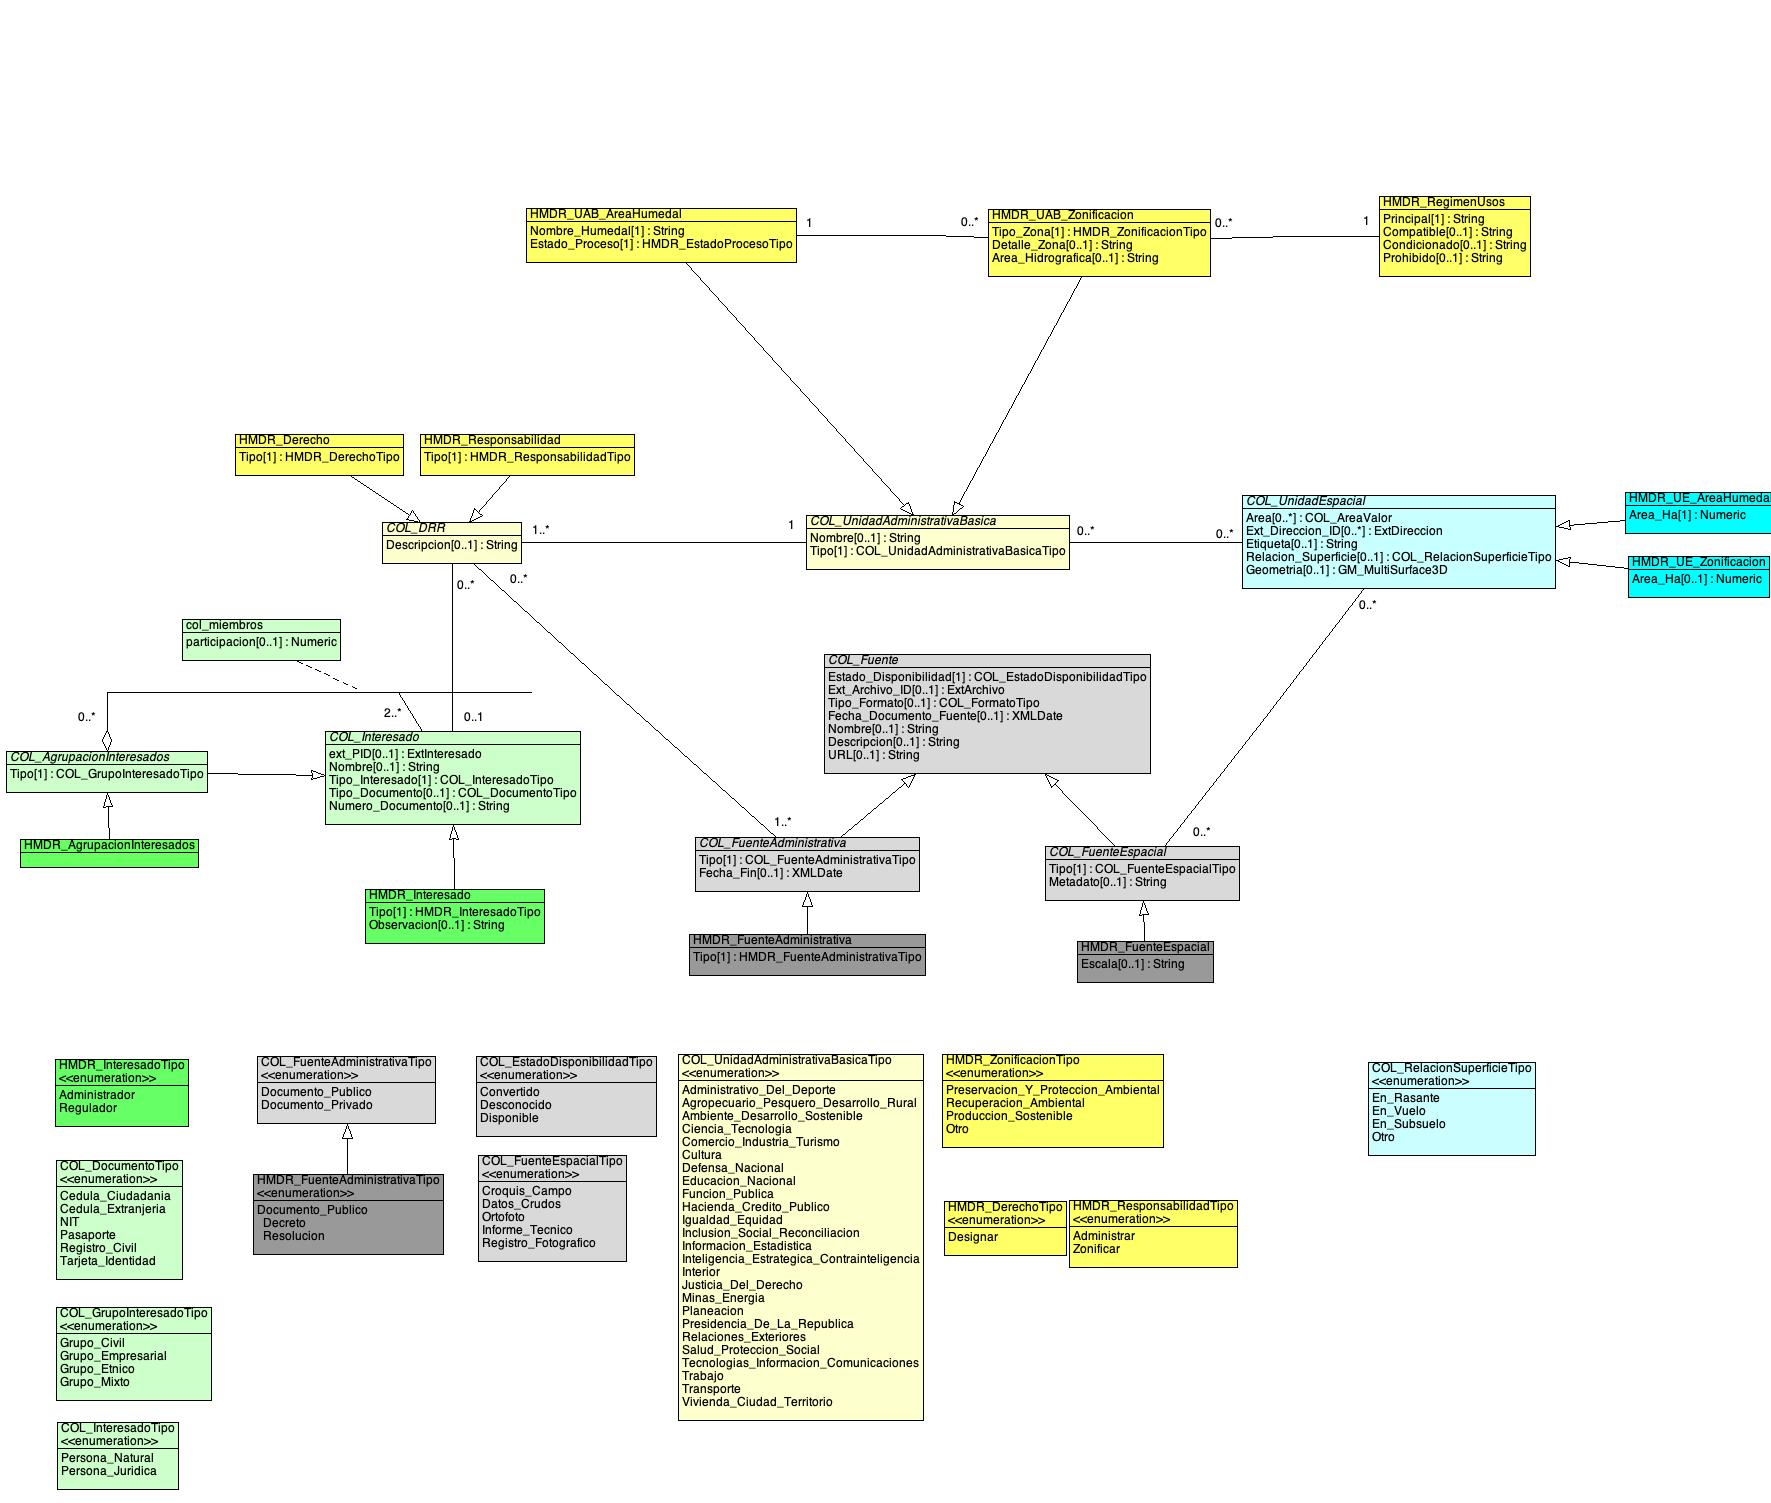 HMDR_UAB_AreaHumedal
Nombre_Humedal[1] : String
Estado_Proceso[1] : HMDR_EstadoProcesoTipo
1
0..*
HMDR_UAB_Zonificacion
Tipo_Zona[1] : HMDR_ZonificacionTipo
Detalle_Zona[0..1] : String
Area_Hidrografica[0..1] : String
0..*
1
HMDR_RegimenUsos
Principal[1] : String
Compatible[0..1] : String
Condicionado[0..1] : String
Prohibido[0..1] : String
HMDR_Derecho
Tipo[1] : HMDR_DerechoTipo
HMDR_Responsabilidad
Tipo[1] : HMDR_ResponsabilidadTipo
COL_DRR
Descripcion[0..1] : String
1..*
1
0..*
0..*
COL_UnidadAdministrativaBasica
Nombre[0..1] : String
Tipo[1] : COL_UnidadAdministrativaBasicaTipo
0..*
0..*
COL_UnidadEspacial
Area[0..*] : COL_AreaValor
Ext_Direccion_ID[0..*] : ExtDireccion
Etiqueta[0..1] : String
Relacion_Superficie[0..1] : COL_RelacionSuperficieTipo
Geometria[0..1] : GM_MultiSurface3D
0..*
HMDR_UE_AreaHumeda
Area_Ha[1] : Numeric
HMDR_UE_Zonificacion
Area_Ha[0..1] : Numeric
col_miembros
participacion[0..1] : Numeric
0..*
2..*
0..1
COL_AgrupacionInteresados
Tipo[1] : COL_GrupoInteresadoTipo
HMDR_AgrupacionInteresados
COL_Interesado
ext_PID[0..1] : ExtInteresado
Nombre[0..1] : String
Tipo_Interesado[1] : COL_InteresadoTipo
Tipo_Documento[0..1] : COL_DocumentoTipo
Numero_Documento[0..1] : String
HMDR_Interesado
Tipo[1] : HMDR_InteresadoTipo
Observacion[0..1] : String
COL_Fuente
Estado_Disponibilidad[1] : COL_EstadoDisponibilidadTipo
Ext_Archivo_ID[0..1] : ExtArchivo
Tipo_Formato[0..1] : COL_FormatoTipo
Fecha_Documento_Fuente[0..1] : XMLDate
Nombre[0..1] : String
Descripcion[0..1] : String
URL[0..1] : String
1..*
0..*
COL_FuenteAdministrativa
Tipo[1] : COL_FuenteAdministrativaTipo
Fecha_Fin[0..1] : XMLDate
HMDR_FuenteAdministrativa
Tipo[1] : HMDR_FuenteAdministrativaTipo
COL_FuenteEspacial
Tipo[1] : COL_FuenteEspacialTipo
Metadato[0..1] : String
HMDR_FuenteEspacial
Escala[0..1] : String
HMDR_InteresadoTipo
<<enumeration>>
Administrador
Regulador
COL_DocumentoTipo
<<enumeration>>
Cedula_Ciudadania
Cedula_Extranjeria
NIT
Pasaporte
Registro_Civil
Tarjeta_Identidad
COL_GrupoInteresadoTipo
<<enumeration>>
Grupo_Civil
Grupo_Empresarial
Grupo_Etnico
Grupo_Mixto
COL_InteresadoTipo
<<enumeration>>
Persona_Natural
Persona_Juridica
COL_FuenteAdministrativaTipo
<<enumeration>>
Documento_Publico
Documento_Privado
HMDR_FuenteAdministrativaTipo
<<enumeration>>
Documento_Publico
Decreto
Resolucion
COL_EstadoDisponibilidadTipo
<<enumeration>>
Convertido
Desconocido
Disponible
COL_FuenteEspacialTipo
<<enumeration>>
Croquis_Campo
Datos_Crudos
Ortofoto
Informe_Tecnico
Registro_Fotografico
COL_UnidadAdministrativaBasicaTipo
<<enumeration>>
Administrativo_Del_Deporte
Agropecuario_Pesquero_Desarrollo_Rural
Ambiente_Desarrollo_Sostenible
Ciencia_Tecnologia
Comercio_Industria_Turismo
Cultura
Defensa_Nacional
Educacion_Nacional
Funcion_Publica
Hacienda_Credito_Publico
Igualdad_Equidad
Inclusion_Social_Reconciliacion
Informacion_Estadistica
Inteligencia_Estrategica_Contrainteligencia
Interior
Justicia_Del_Derecho
Minas_Energia
Planeacion
Presidencia_De_La_Republica
Relaciones_Exteriores
Salud_Proteccion_Social
Tecnologias_Informacion_Comunicaciones
Trabajo
Transporte
Vivienda_Ciudad_Territorio
HMDR_ZonificacionTipo
<<enumeration>>
Preservacion_Y_Proteccion_Ambiental
Recuperacion_Ambiental
Produccion_Sostenible
Otro
HMDR_DerechoTipo
<<enumeration>>
Designar
HMDR_ResponsabilidadTipo
<<enumeration>>
Administrar
Zonificar
COL_RelacionSuperficieTipo
<<enumeration>>
En_Rasante
En_Vuelo
En_Subsuelo
Otro